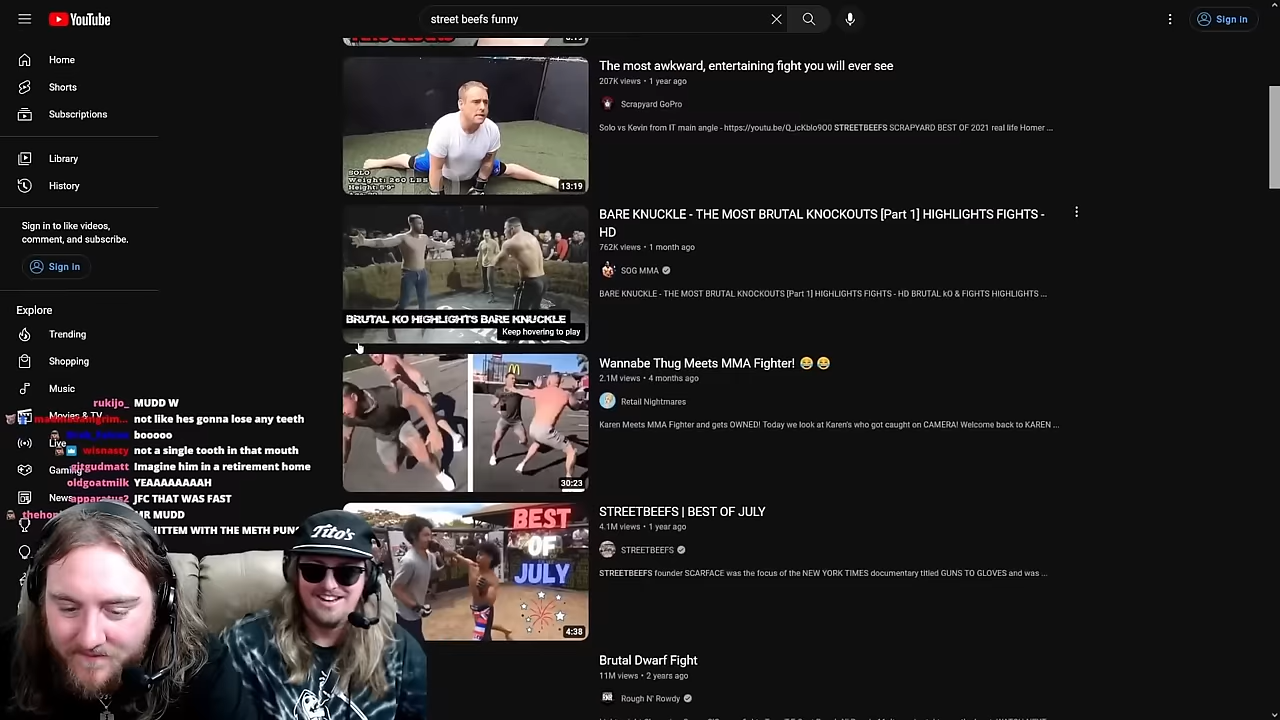 YouTube
street beefs funny
Sign in
Home
Shorts
Subscriptions
Library
History
Sign in to like videos,
comment, and subscribe.
Sign in
Explore
Trending
Shopping
Music
Movies & TV
Live
Gaming
News
8:19
SOLO
Weight: 260 LBS
Height: 5'9"
13:19
The most awkward, entertaining fight you will ever see
207K views • 1 year ago
Scrapyard GoPro
Solo vs Kevin from IT main angle - https://youtu.be/Q_icKblo9O0 STREETBEEFS SCRAPYARD BEST OF 2021 real life Homer ...
BRUTAL KO HIGHLIGHTS BARE KNUCKLE
Keep hovering to play
BARE KNUCKLE - THE MOST BRUTAL KNOCKOUTS [Part 1] HIGHLIGHTS FIGHTS -
HD
762K views • 1 month ago
SOG MMA
BARE KNUCKLE - THE MOST BRUTAL KNOCKOUTS [Part 1] HIGHLIGHTS FIGHTS - HD BRUTAL kO & FIGHTS HIGHLIGHTS ...
30:23
Wannabe Thug Meets MMA Fighter! 😂 😂
2.1M views • 4 months ago
Retail Nightmares
Karen Meets MMA Fighter and gets OWNED! Today we look at Karen's who got caught on CAMERA! Welcome back to KAREN ...
BEST
OF
JULY
4:38
STREETBEEFS | BEST OF JULY
4.1M views • 1 year ago
STREETBEEFS
STREETBEEFS founder SCARFACE was the focus of the NEW YORK TIMES documentary titled GUNS TO GLOVES and was ...
Brutal Dwarf Fight
11M views • 2 years ago
Rough N' Rowdy
rukijo_ MUDD W
not like hes gonna lose any teeth
booooo
wisnasty not a single tooth in that mouth
gitgudmatt Imagine him in a retirement home
oldgoatmilk YEAAAAAAAH
apparatus2 JFC THAT WAS FAST
MR MUDD
HITTEM WITH THE METH
Tito's